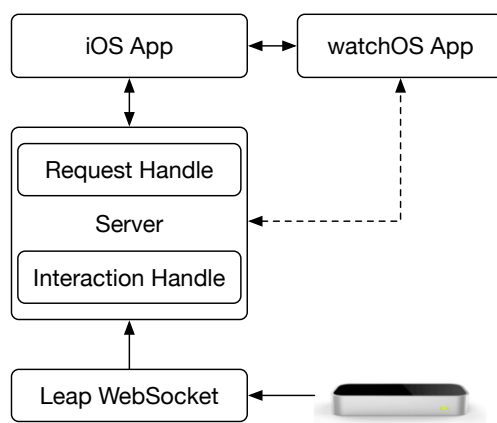 iOS App
watchOS App
Request Handle
Server
Interaction Handle
Leap WebSocket